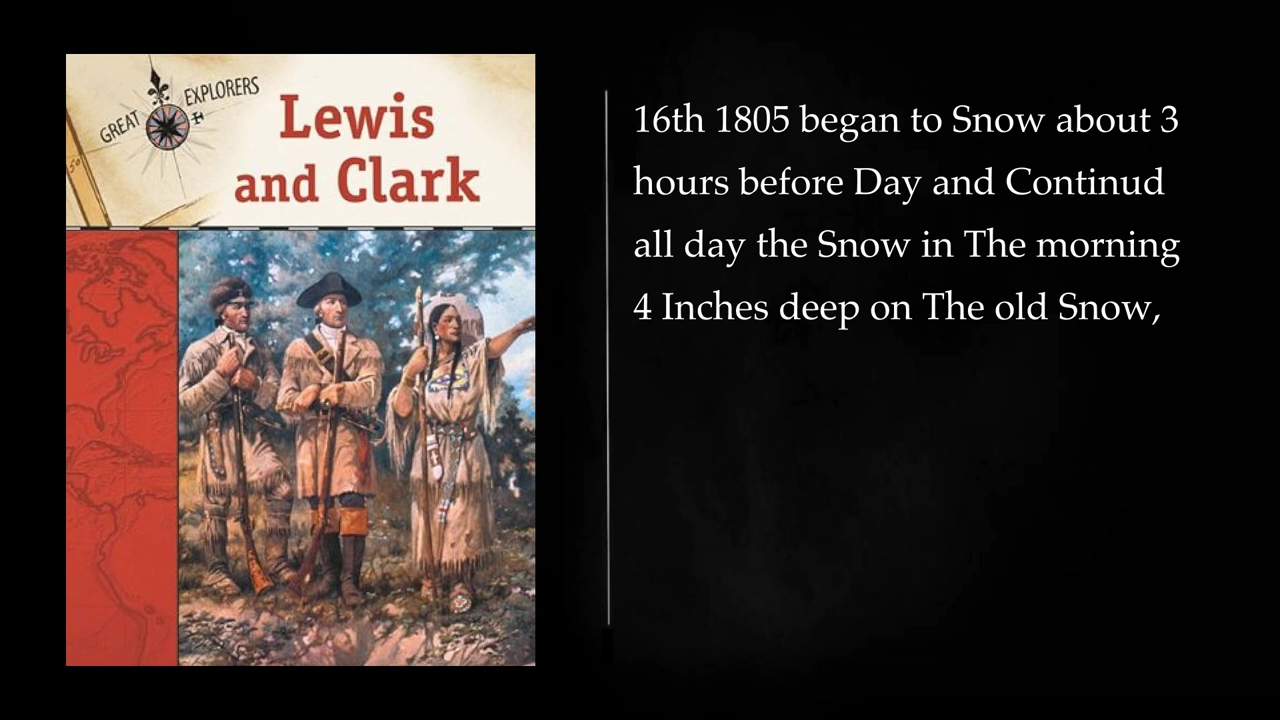 GREAT EXPLORERS
Lewis
and Clark
16th 1805 began to Snow about 3
hours before Day and Continud
all day the Snow in The morning
4 Inches deep on The old Snow,